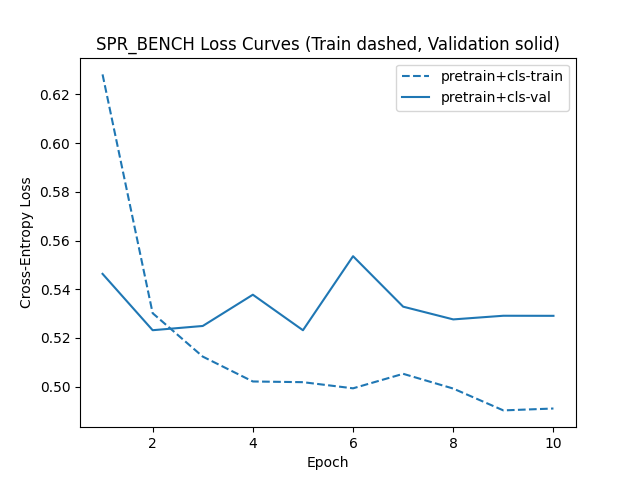 SPR_BENCH Loss Curves (Train dashed, Validation solid)
pretrain+cls-train
pretrain+cls-val
Cross-Entropy Loss
0.62
0.60
0.58
0.56
0.54
0.52
0.50
2 4 6 8 10
Epoch